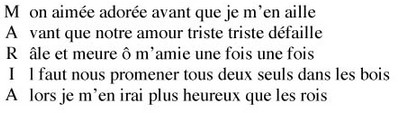 M on aimée adorée avant que je m'en aille
A vant que notre amour triste triste défaille
R âle et meure ô m'amie une fois une fois
I l faut nous promener tous deux seuls dans les bois
A lors je m'en irai plus heureux que les rois